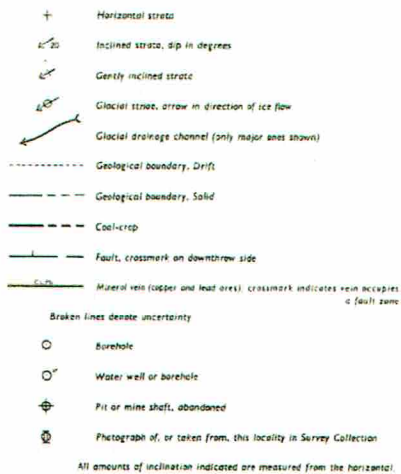 Horizontal strata
20 Inclined strata, dip in degrees
Gently inclined strata
Glacial striae, arrow in direction of ice flow
Glacial drainage channel (only major ones shown)
Geological boundary, Drift
Geological boundary, Solid
Coal-crop
Fault, crossmark on downthrow side
Mineral vein (copper and lead ores); crossmark indicates vein occupies
a fault zone
Broken lines denote uncertainty
Borehole
Water well or borehole
Pit or mine shaft, abandoned
Photograph of, or taken from, this locality in Survey Collection
All amounts of inclination indicated are measured from the horizontal.